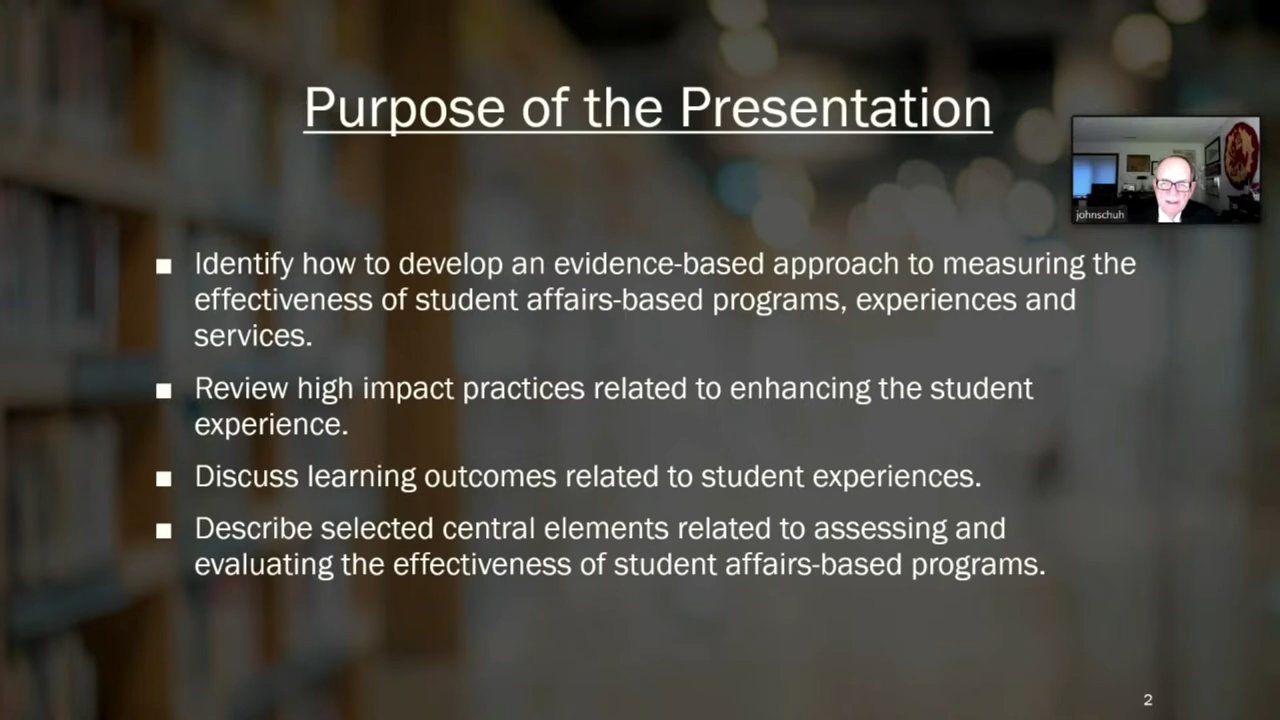 Purpose of the Presentation
johnschuh
■ Identify how to develop an evidence-based approach to measuring the
effectiveness of student affairs-based programs, experiences and
services.
■ Review high impact practices related to enhancing the student
experience.
■ Discuss learning outcomes related to student experiences.
■ Describe selected central elements related to assessing and
evaluating the effectiveness of student affairs-based programs.
2